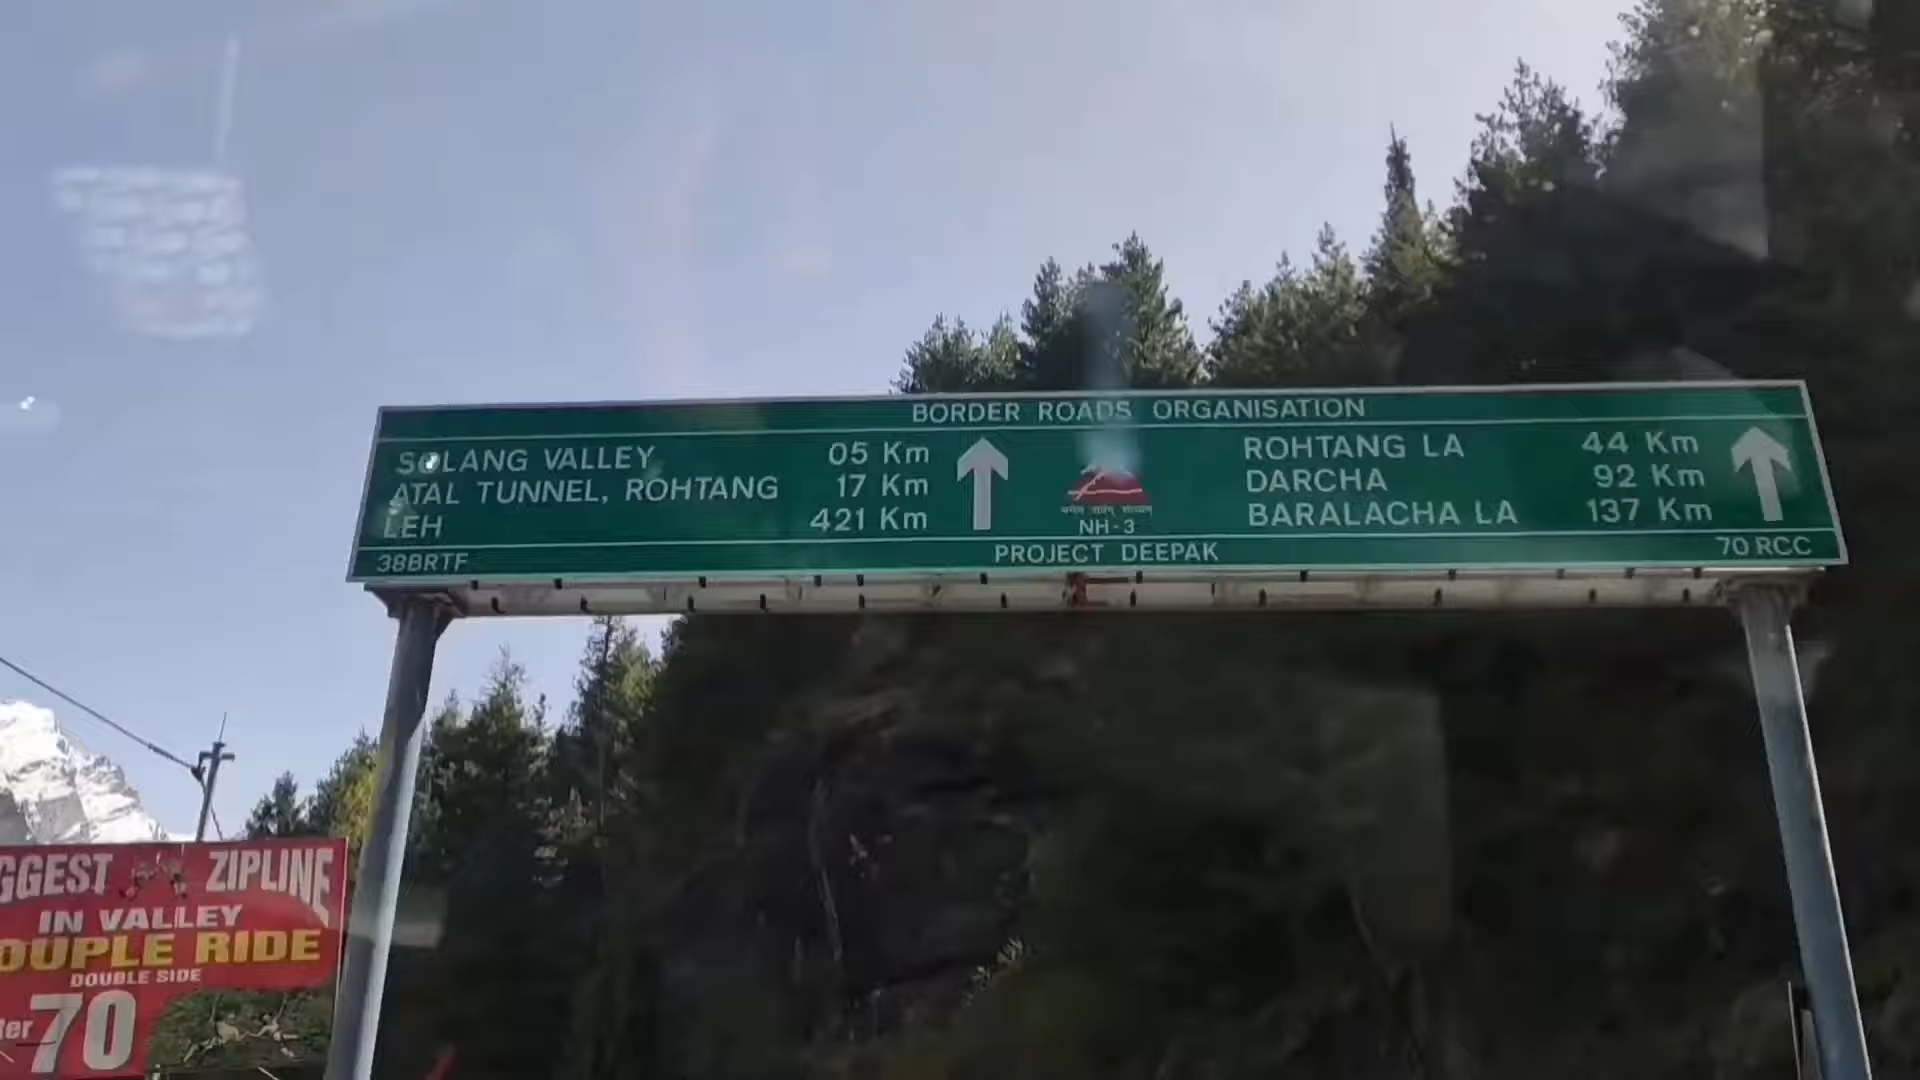 BORDER ROADS ORGANISATION
SOLANG VALLEY 05 Km
ATAL TUNNEL, ROHTANG 17 Km
LEH 421 Km
NH-3
ROHTANG LA 44 Km
DARCHA 92 Km
BARALACHA LA 137 Km
38BRTF PROJECT DEEPAK 70 RCC
GGEST ZIPLINE
IN VALLEY
OUPLE RIDE
DOUBLE SIDE
70